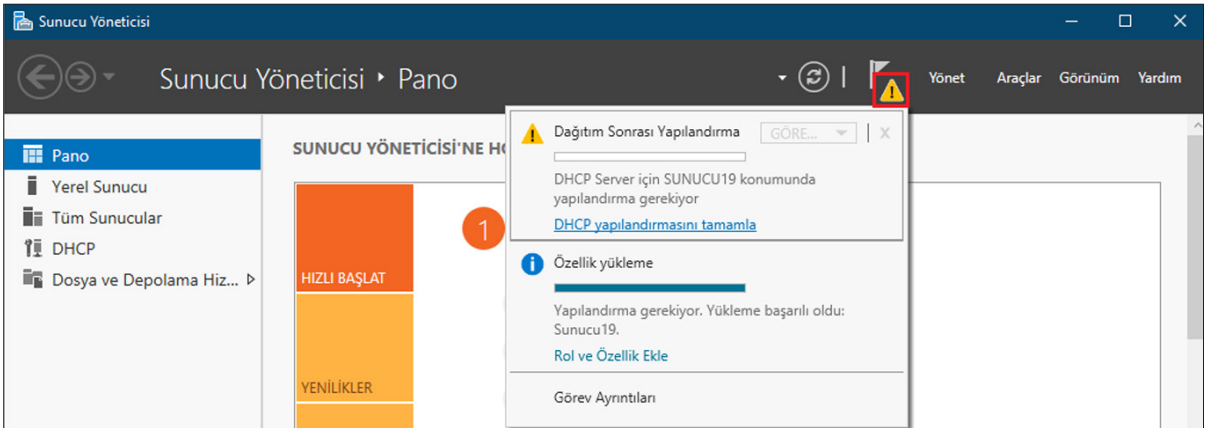 Sunucu Yöneticisi
Sunucu Yöneticisi ‣ Pano
Yönet Araçlar Görünüm Yardım
Pano
Yerel Sunucu
Tüm Sunucular
DHCP
Dosya ve Depolama Hiz...
SUNUCU YÖNETİCİSİ'NE
1
HIZLI BAŞLAT
YENİLİKLER
Dağıtım Sonrası Yapılandırma GÖRE... X
DHCP Server için SUNUCU19 konumunda
yapılandırma gerekiyor
DHCP yapılandırmasını tamamla
Özellik yükleme
Yapılandırma gerekiyor. Yükleme başarılı oldu:
Sunucu19.
Rol ve Özellik Ekle
Görev Ayrıntıları